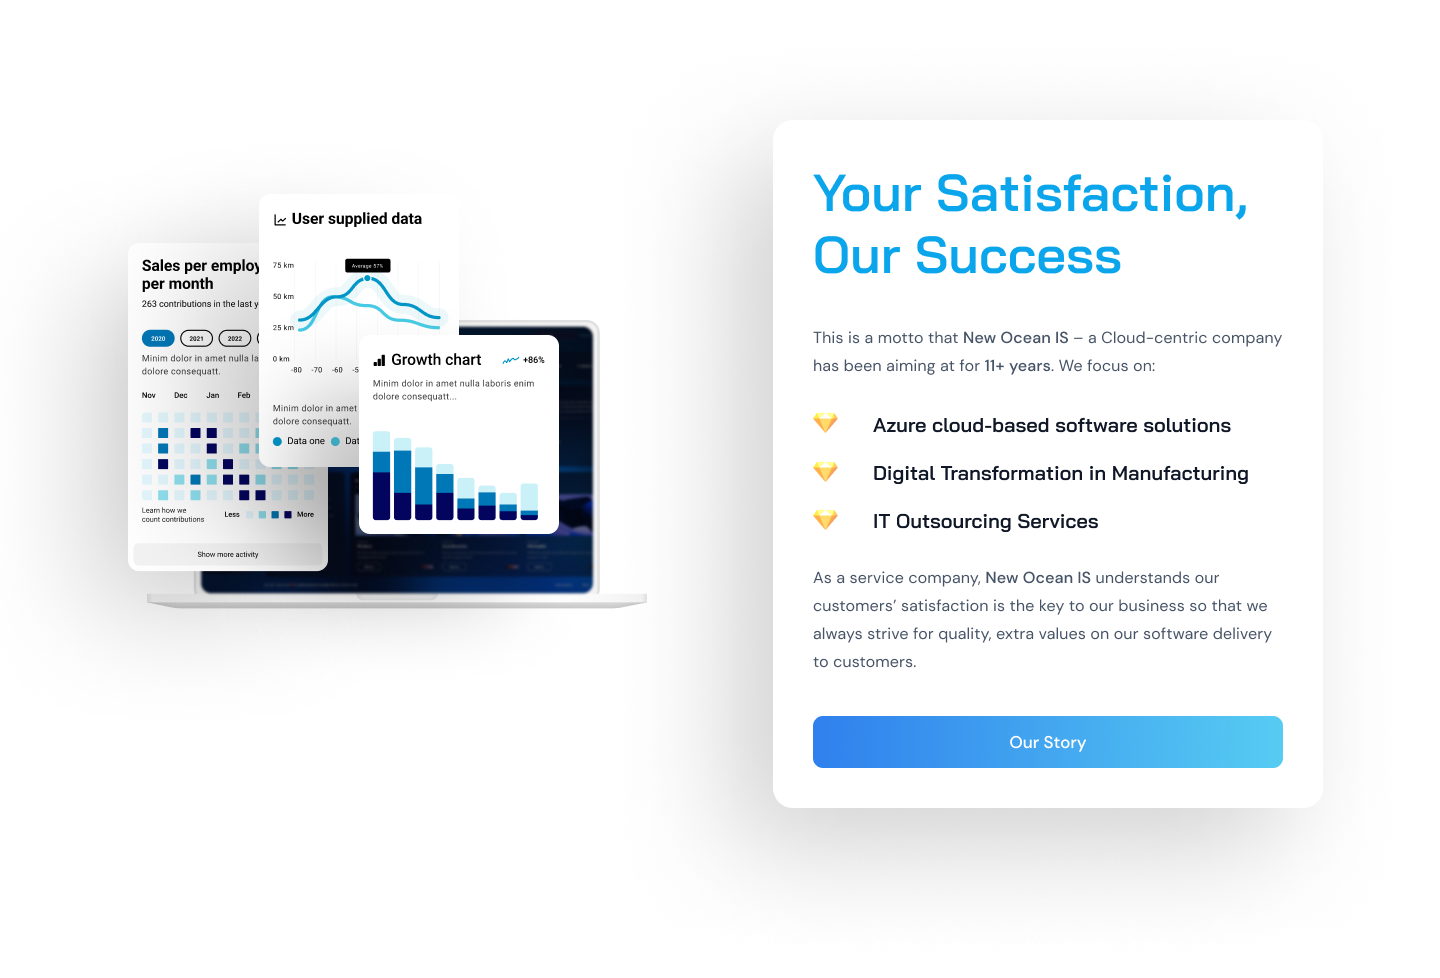 Sales per employ
per month
263 contributions in the last y
2020 2021 2022
Minim dolor in amet nulla la
dolore consequatt.
Nov Dec Jan Feb
Learn how we
count contributions
Less More
Show more activity
User supplied data
Average 57%
75 km
50 km
25 km
0 km
-80 -70 -60
Minim dolor in amet
dolore consequatt.
Data one
Growth chart +86%
Minim dolor in amet nulla laboris enim
dolore consequatt...
Your Satisfaction,
Our Success
This is a motto that New Ocean IS – a Cloud-centric company
has been aiming at for 11+ years. We focus on:
Azure cloud-based software solutions
Digital Transformation in Manufacturing
IT Outsourcing Services
As a service company, New Ocean IS understands our
customers’ satisfaction is the key to our business so that we
always strive for quality, extra values on our software delivery
to customers.
Our Story